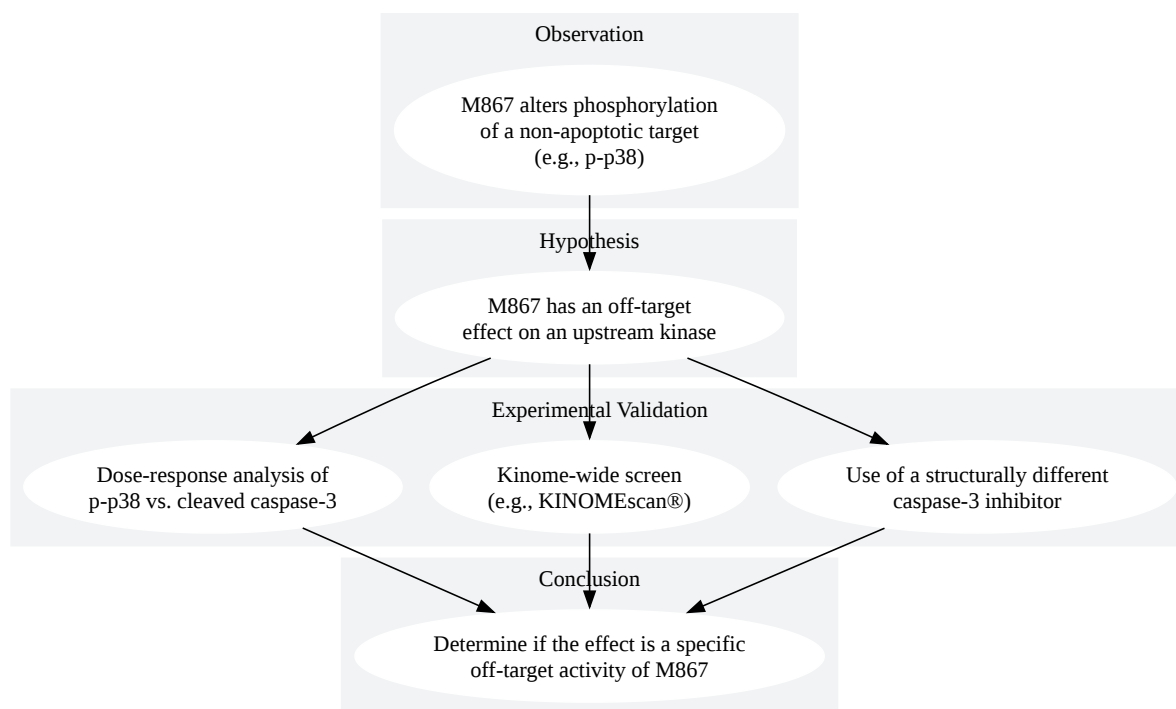 Observation
M867 alters phosphorylation
of a non-apoptotic target
(e.g., p-p38)
Hypothesis
M867 has an off-target
effect on an upstream kinase
Experimental Validation
Dose-response analysis of
p-p38 vs. cleaved caspase-3
Kinome-wide screen
(e.g., KINOMEscan®)
Use of a structurally different
caspase-3 inhibitor
Conclusion
Determine if the effect is a specific
off-target activity of M867